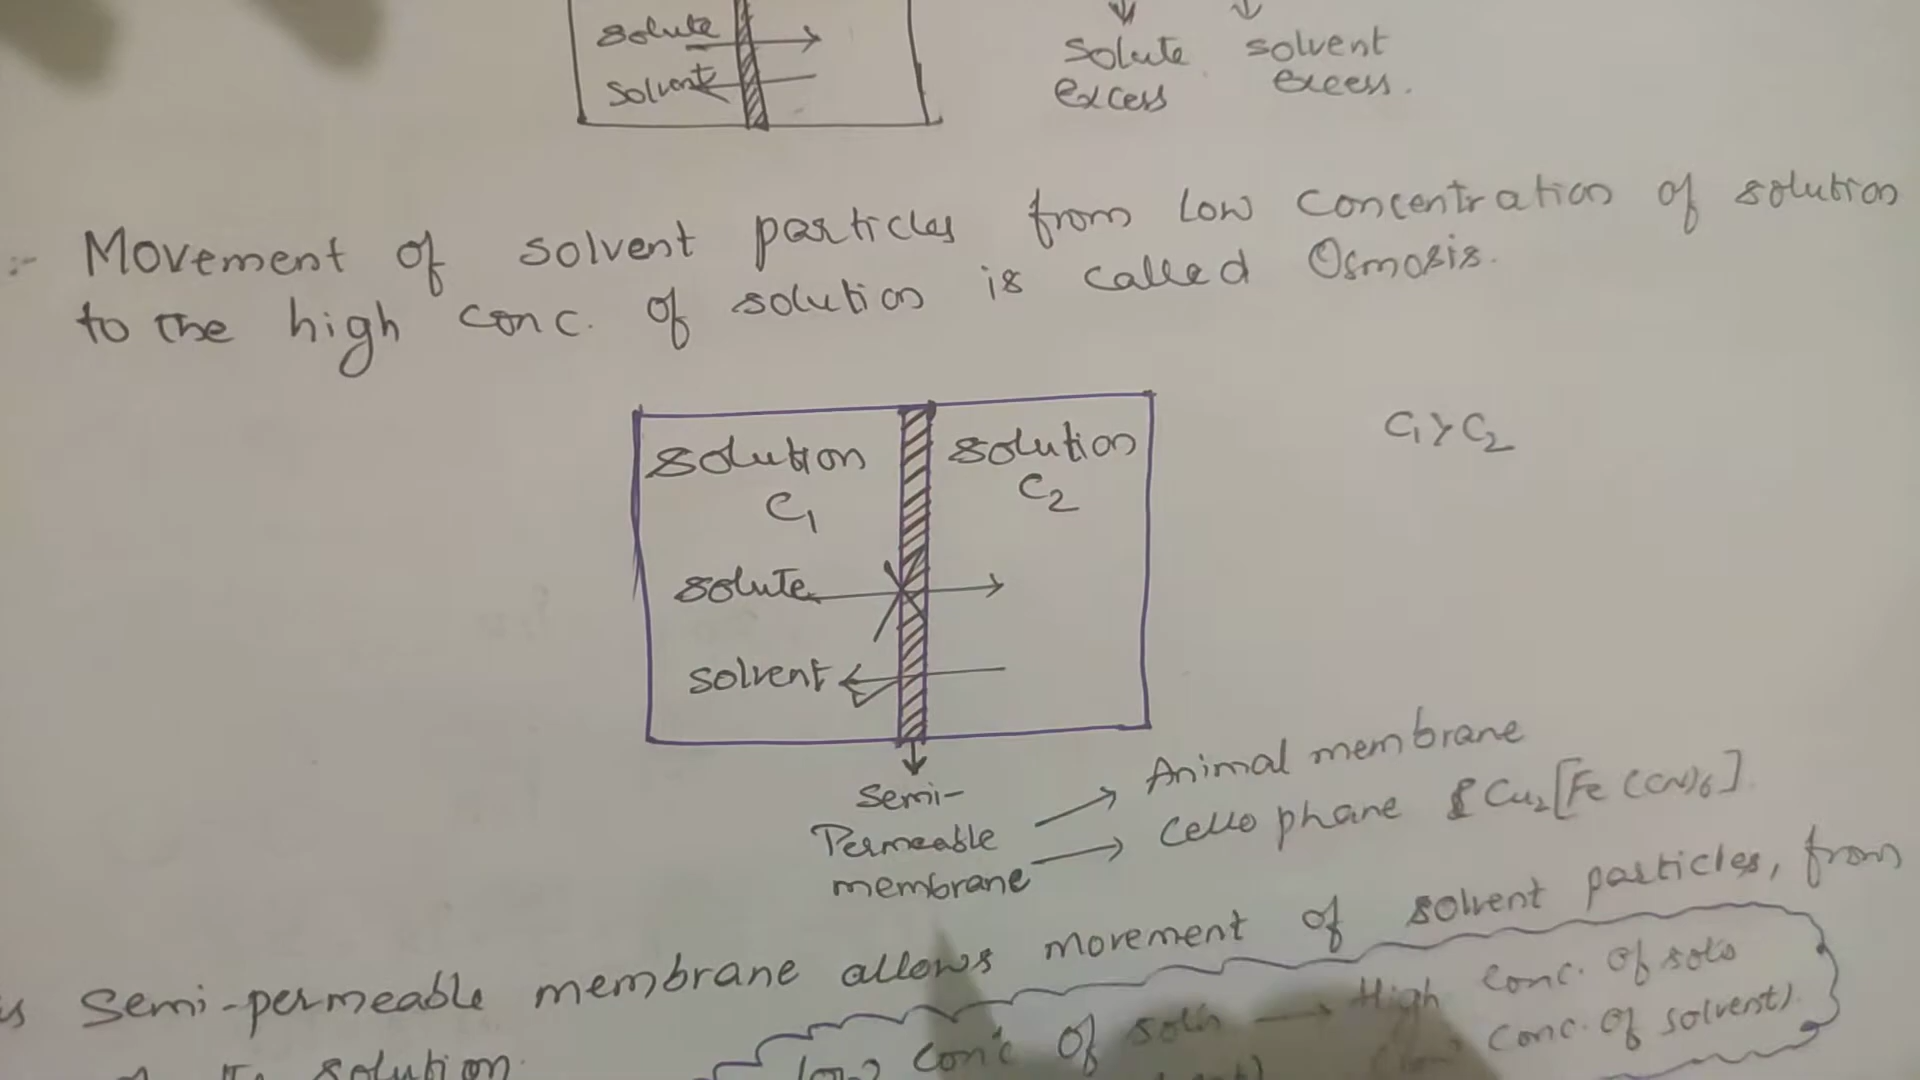 solute
solvent
solute solvent
excess excess.
:- Movement of solvent particles from low concentration of solution
to the high conc. of solution is called Osmosis.
solution solution
C1 C2
C1 > C2
solute
solvent
Semi-
Permeable
membrane
Animal membrane
Cellophane & Cu2[Fe(CN)6]
Semi-permeable membrane allows movement of solvent particles, from
low conc of soln → High conc. of soln
conc. of solvent).
solution.